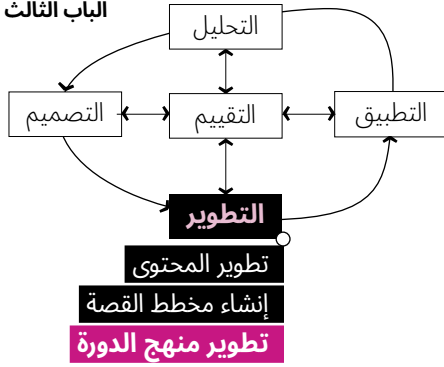 الباب الثالث
التحليل
التطبيق
التقييم
التصميم
التطوير
تطوير المحتوى
إنشاء مخطط القصة
تطوير منهج الدورة